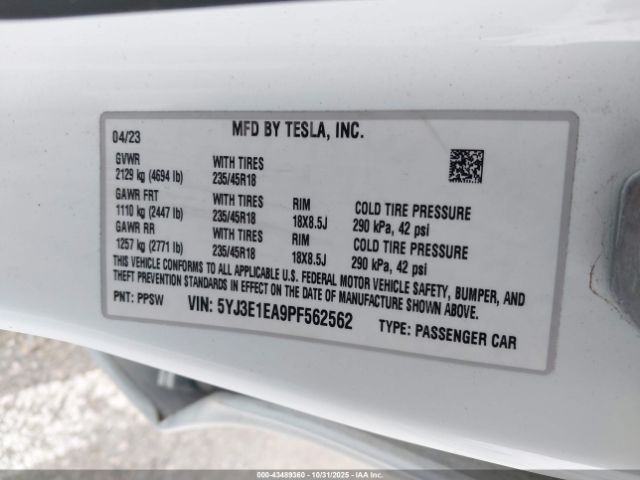 MFD BY TESLA, INC.
04/23
GVWR WITH TIRES
2129 kg (4694 lb) 235/45R18
GAWR FRT WITH TIRES RIM COLD TIRE PRESSURE
1110 kg (2447 lb) 235/45R18 18X8.5J 290 kPa, 42 psi
GAWR RR WITH TIRES RIM COLD TIRE PRESSURE
1257 kg (2771 lb) 235/45R18 18X8.5J 290 kPa, 42 psi
THIS VEHICLE CONFORMS TO ALL APPLICABLE U.S. FEDERAL MOTOR VEHICLE SAFETY, BUMPER, AND
THEFT PREVENTION STANDARDS IN EFFECT ON THE DATE OF MANUFACTURE SHOWN ABOVE.
PNT: PPSW VIN: 5YJ3E1EA9PF562562 TYPE: PASSENGER CAR
000-43489360 - 10/31/2025 - IAA Inc.